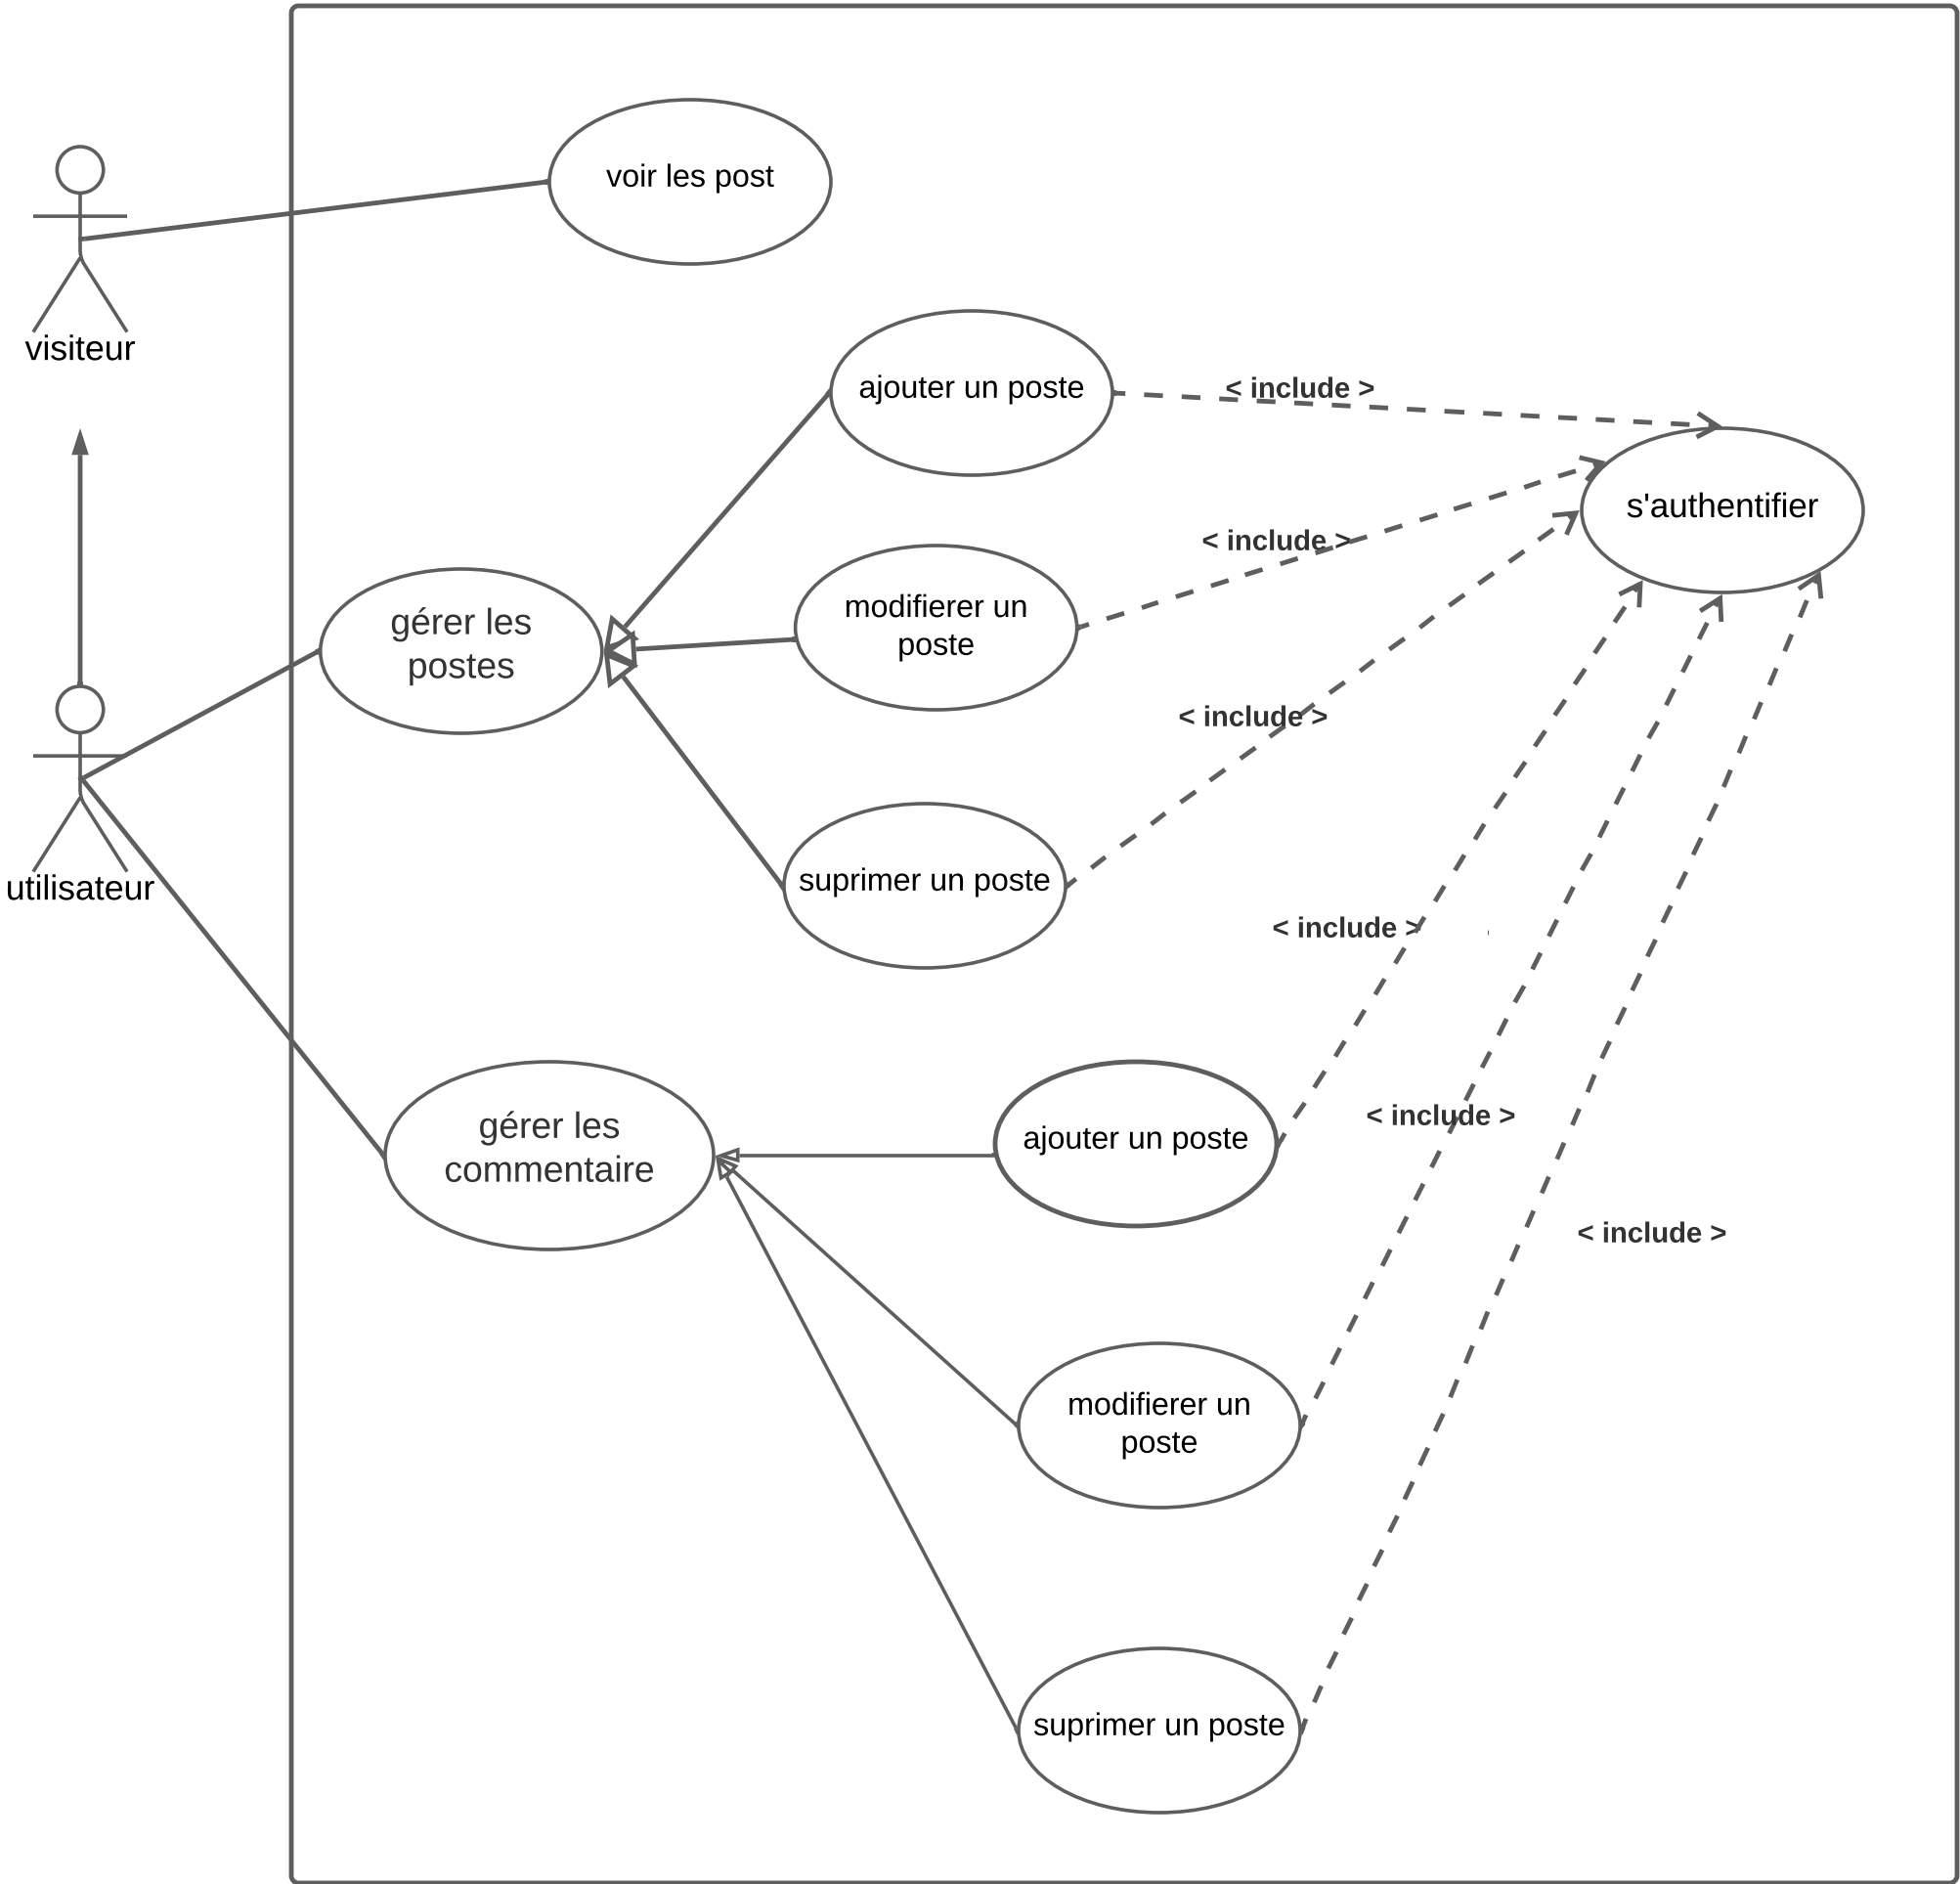 voir les post
visiteur
ajouter un poste
< include >
s'authentifier
< include >
modifierer un
poste
gérer les
postes
< include >
suprimer un poste
utilisateur
< include >
gérer les
commentaire
ajouter un poste
< include >
< include >
modifierer un
poste
suprimer un poste